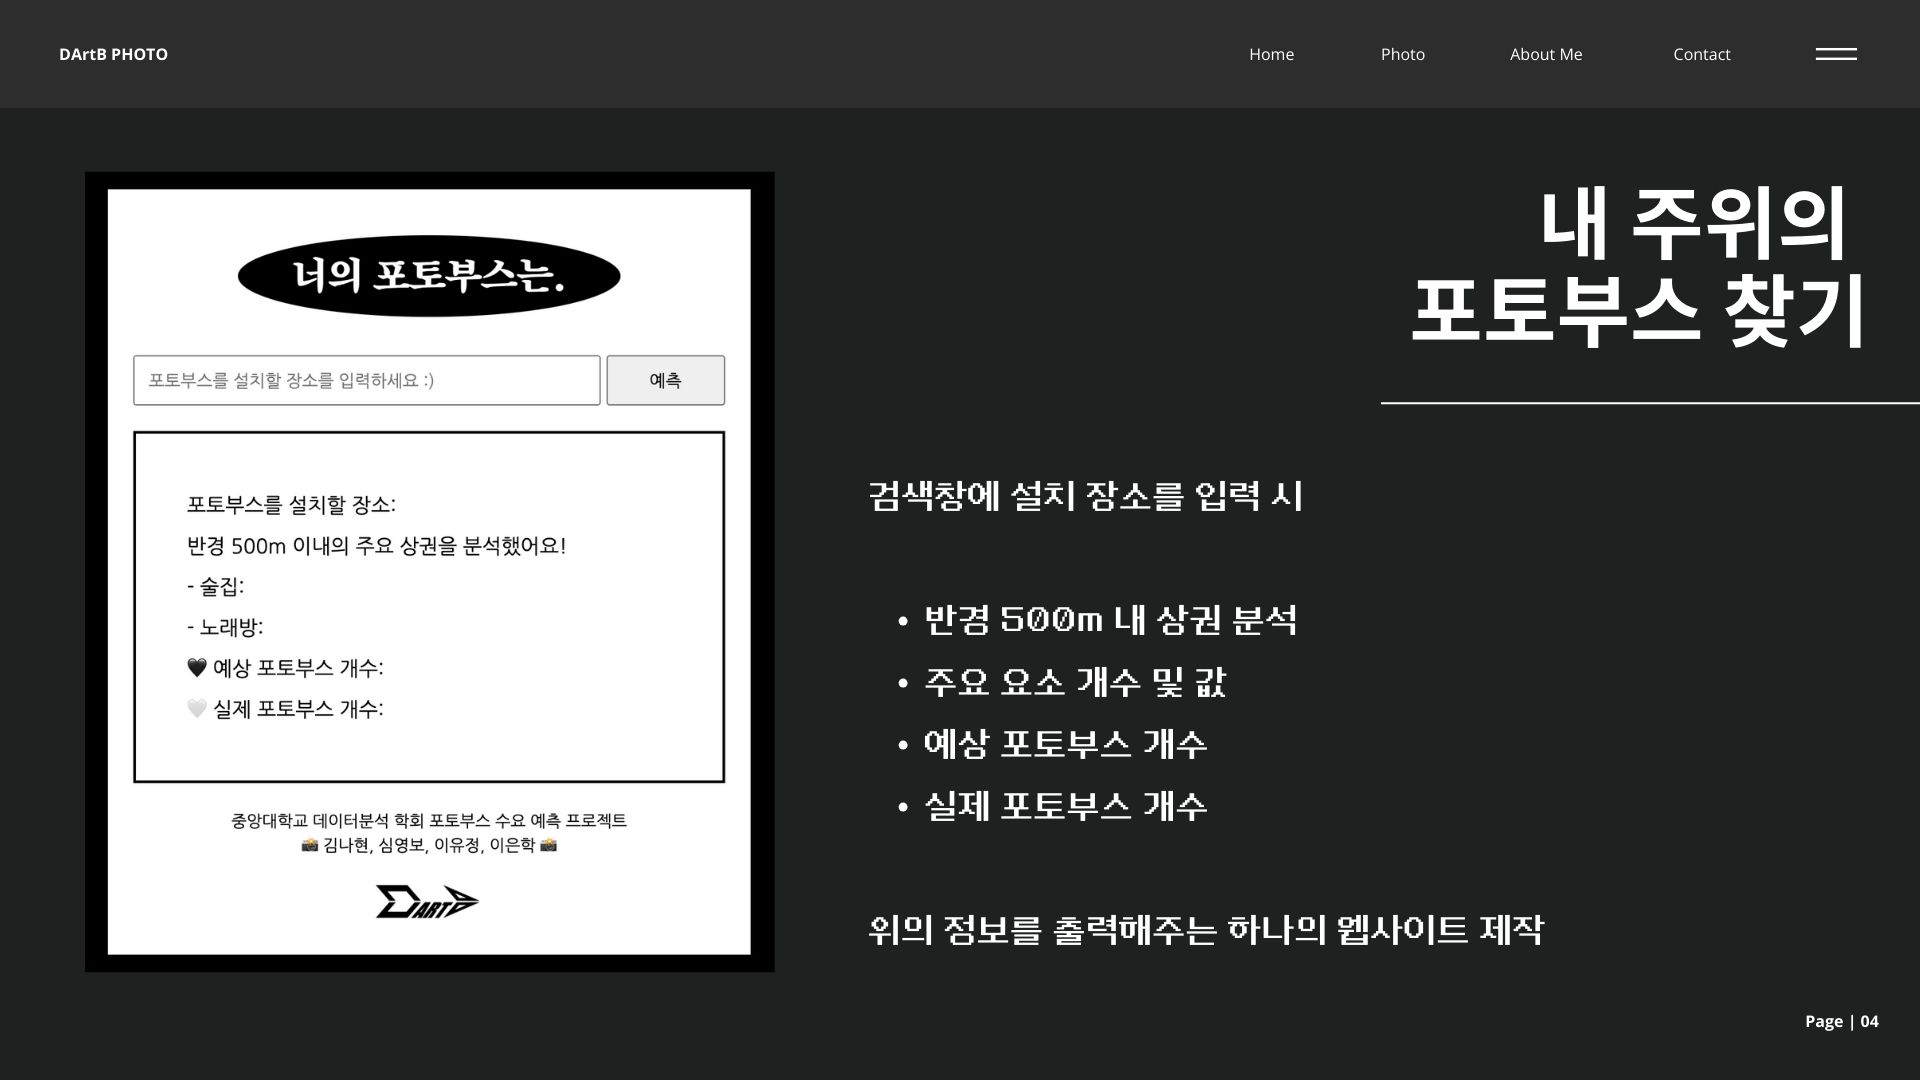 DArtB PHOTO
Home
Photo
About Me
Contact
너의 포토부스는.
포토부스를 설치할 장소를 입력하세요 :)
예측
포토부스를 설치할 장소:
반경 500m 이내의 주요 상권을 분석했어요!
- 술집:
- 노래방:
🖤 예상 포토부스 개수:
🤍 실제 포토부스 개수:
중앙대학교 데이터분석 학회 포토부스 수요 예측 프로젝트
📸 김나현, 심영보, 이유정, 이은학 📸
DARTB
내 주위의
포토부스 찾기
검색창에 설치 장소를 입력 시
• 반경 500m 내 상권 분석
• 주요 요소 개수 및 값
• 예상 포토부스 개수
• 실제 포토부스 개수
위의 정보를 출력해주는 하나의 웹사이트 제작
Page | 04